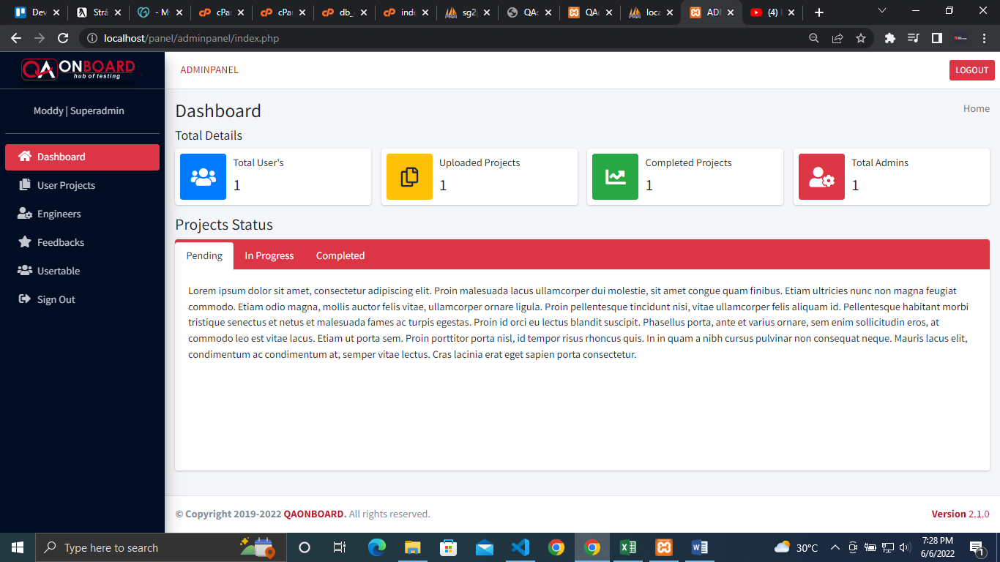 Dev
Strá
- My
cPa
cPa
db_
inde
sg2
QA
QA
loca
ADI
(4)
localhost/panel/adminpanel/index.php
QA ONBOARD
hub of testing
ADMINPANEL
LOGOUT
Moddy | Superadmin
Dashboard
User Projects
Engineers
Feedbacks
Usertable
Sign Out
Dashboard
Home
Total Details
Total User's
1
Uploaded Projects
1
Completed Projects
1
Total Admins
1
Projects Status
Pending In Progress Completed
Lorem ipsum dolor sit amet, consectetur adipiscing elit. Proin malesuada lacus ullamcorper dui molestie, sit amet congue quam finibus. Etiam ultricies nunc non magna feugiat
commodo. Etiam odio magna, mollis auctor felis vitae, ullamcorper ornare ligula. Proin pellentesque tincidunt nisi, vitae ullamcorper felis aliquam id. Pellentesque habitant morbi
tristique senectus et netus et malesuada fames ac turpis egestas. Proin id orci eu lectus blandit suscipit. Phasellus porta, ante et varius ornare, sem enim sollicitudin eros, at
commodo leo est vitae lacus. Etiam ut porta sem. Proin porttitor porta nisl, id tempor risus rhoncus quis. In in quam a nibh cursus pulvinar non consequat neque. Mauris lacus elit,
condimentum ac condimentum at, semper vitae lectus. Cras lacinia erat eget sapien porta consectetur.
© Copyright 2019-2022 QAONBOARD. All rights reserved.
Version 2.1.0
Type here to search
30°C
7:28 PM
6/6/2022
1